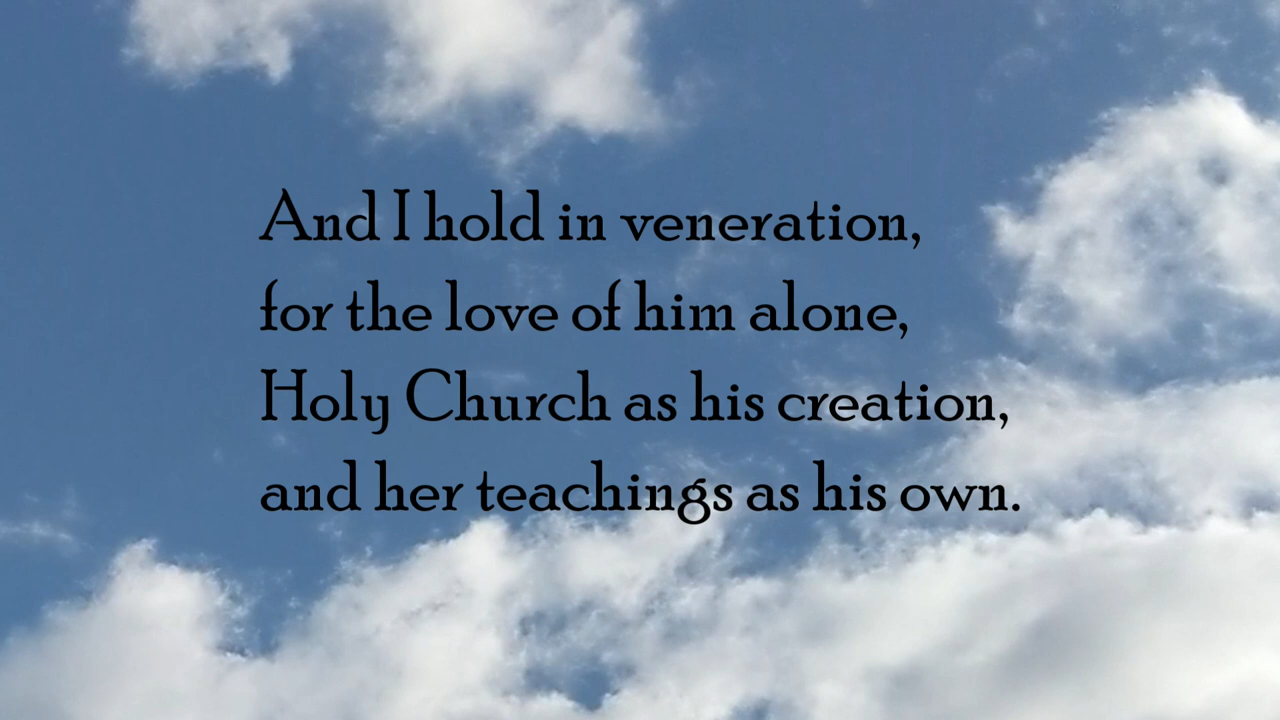 And I hold in veneration,
for the love of him alone,
Holy Church as his creation,
and her teachings as his own.